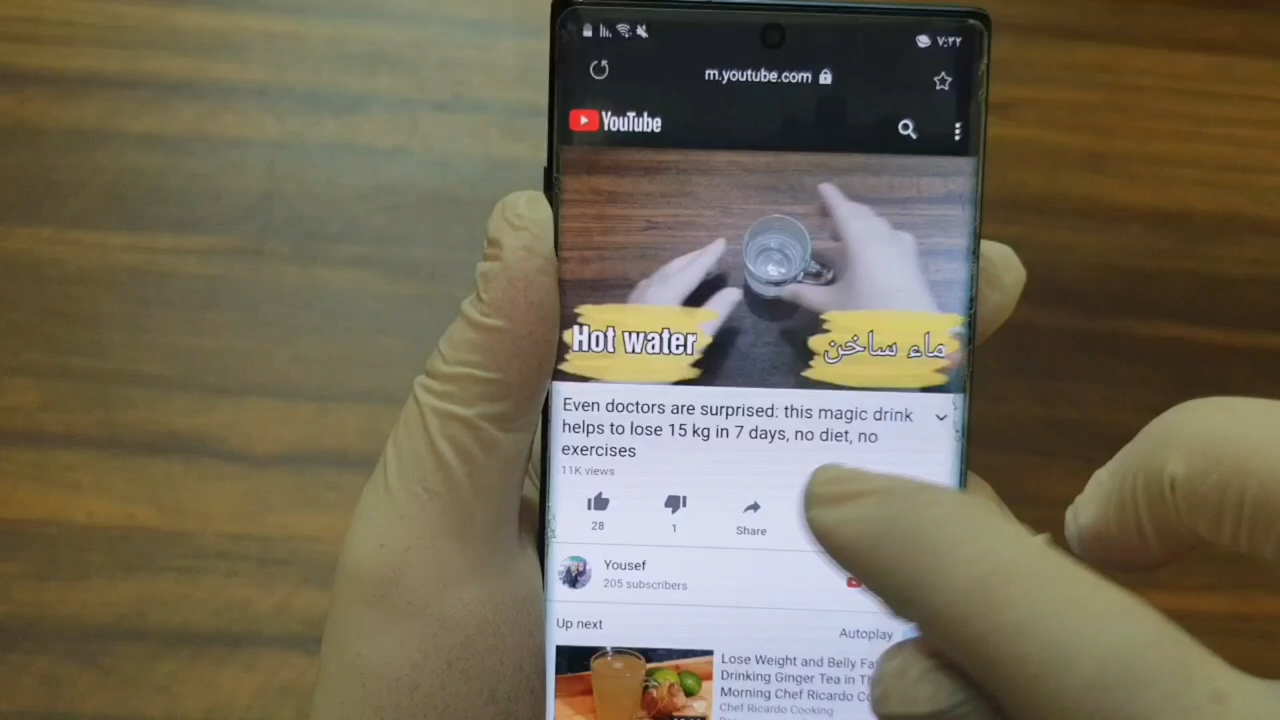 ٧:٣٢
m.youtube.com
YouTube
Hot water
ماء ساخن
Even doctors are surprised: this magic drink
helps to lose 15 kg in 7 days, no diet, no
exercises
11K views
28
1
Share
Yousef
205 subscribers
Up next
Autoplay
Lose Weight and Belly
Drinking Ginger Tea in
Morning Chef Ricardo
Chef Ricardo Cooking